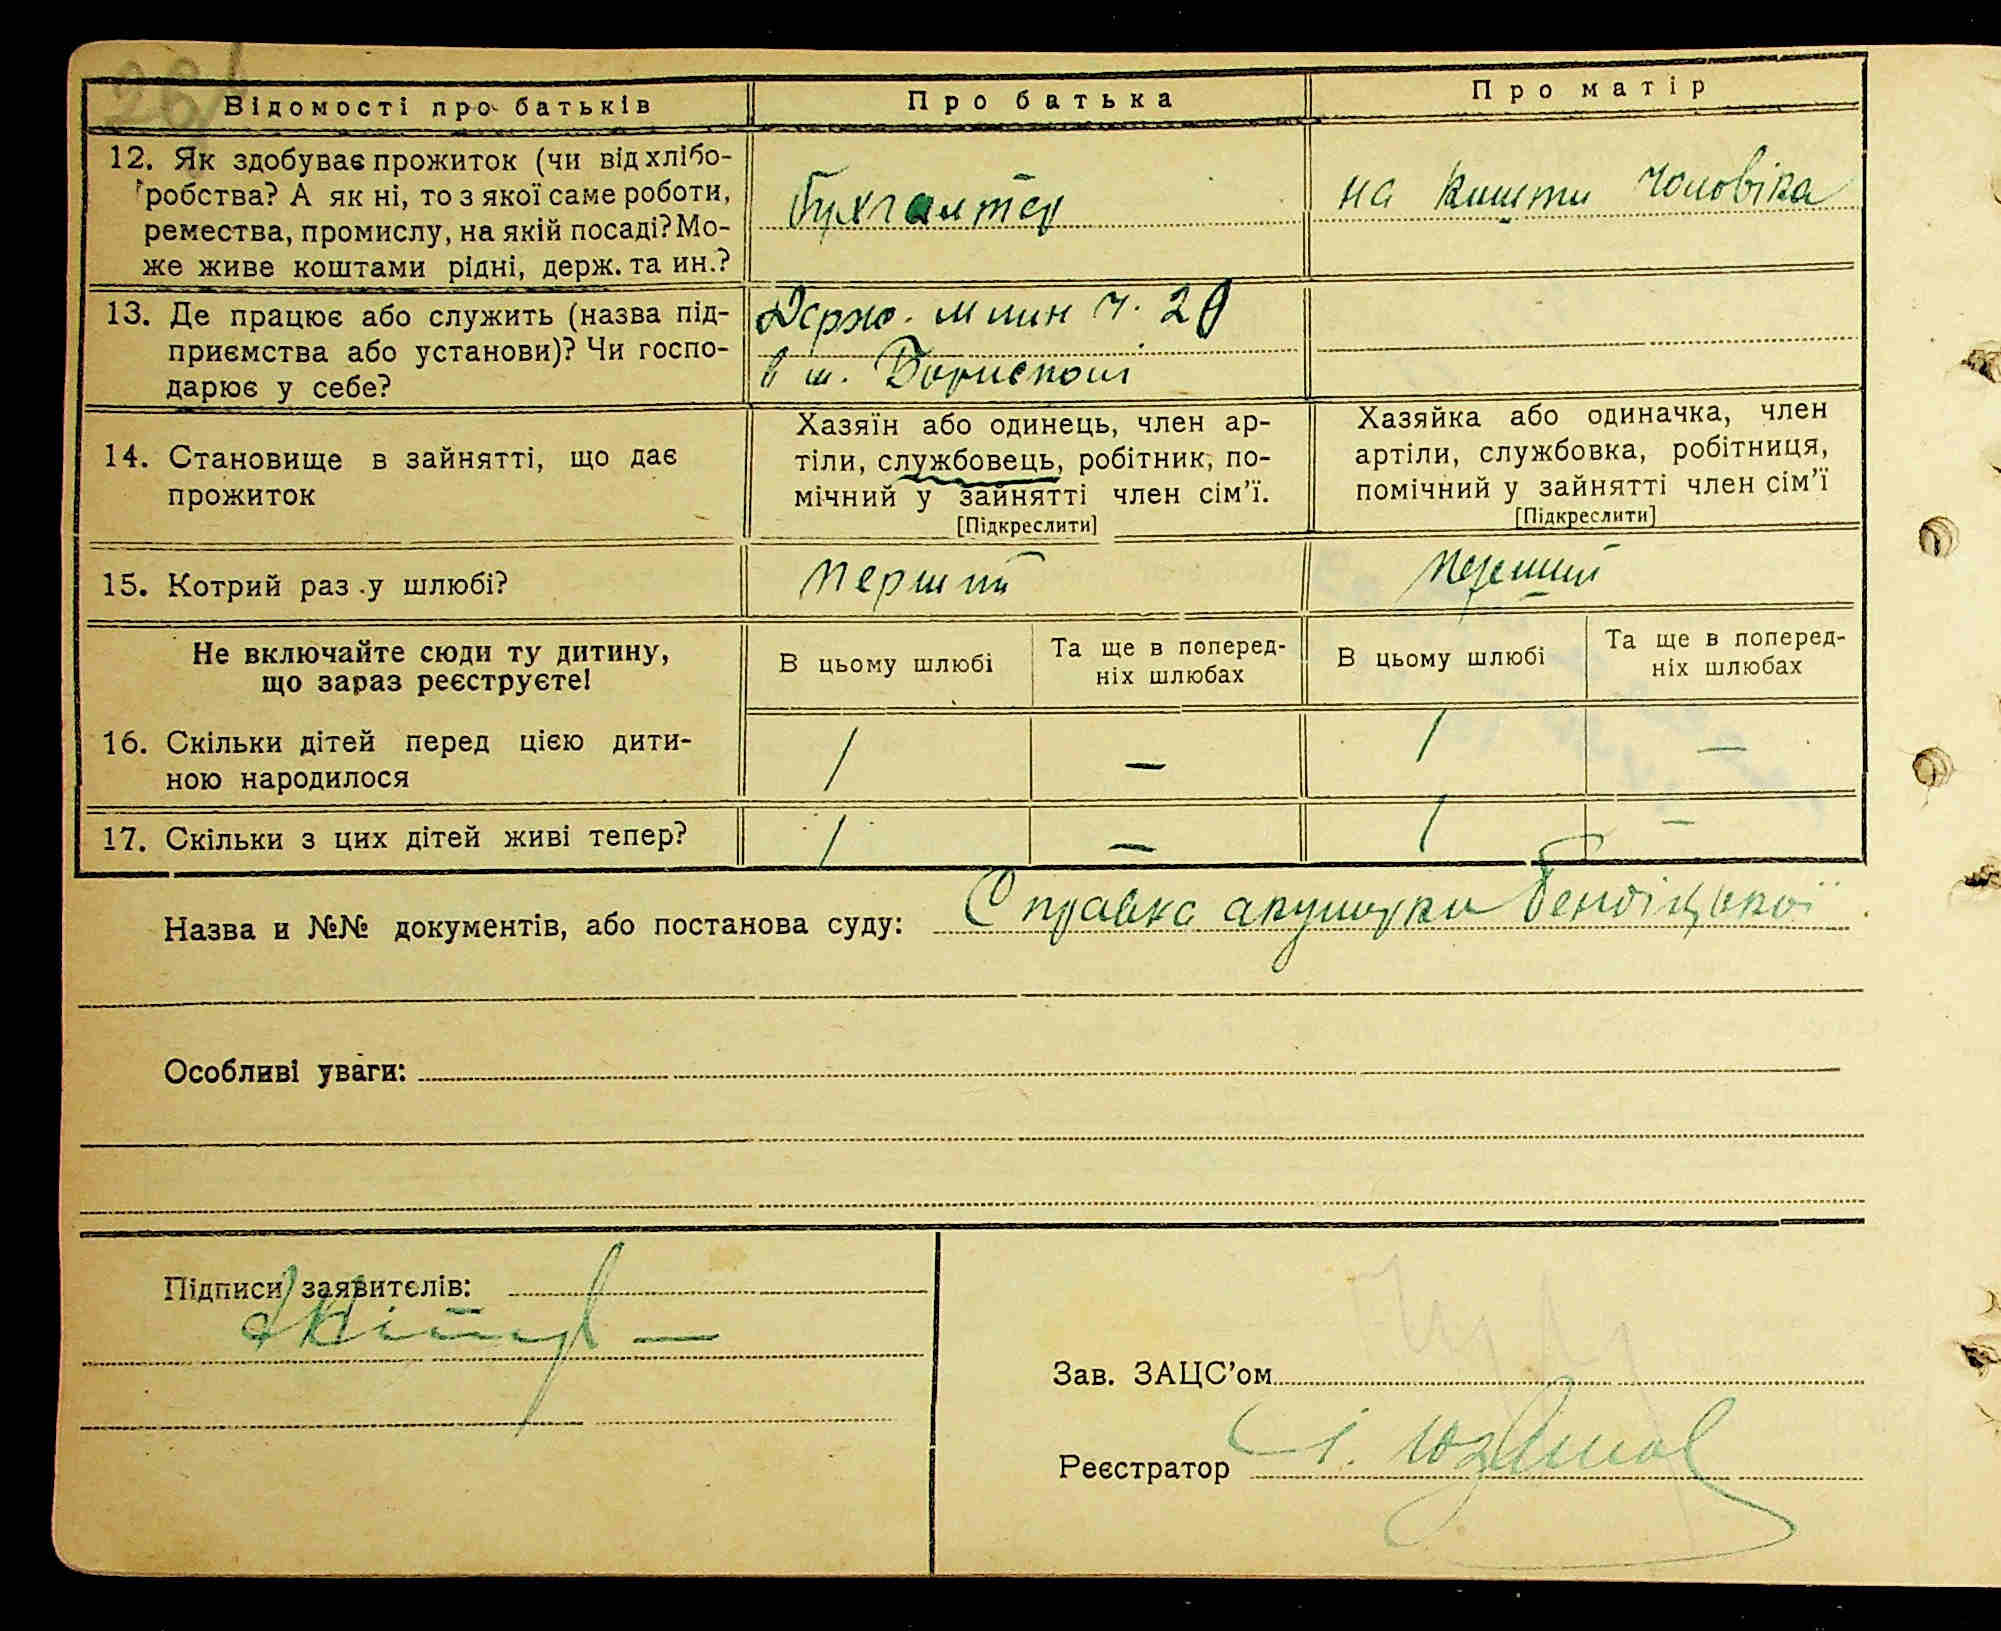 Відомості про батьків
Про батька
Про матір
12. Як здобуває прожиток (чи від хлібо-
робства? А як ні, то з якої саме роботи,
ремества, промислу, на якій посаді? Мо-
же живе коштами рідні, держ. та ин.?
бухгалтер
на кошти чоловіка
13. Де працює або служить (назва під-
приємства або установи)? Чи госпо-
дарює у себе?
Держ. млин ч. 20
в м. Борисполі
14. Становище в зайнятті, що дає
прожиток
Хазяїн або одинець, член ар-
тіли, службовець, робітник, по-
мічний у зайнятті член сім'ї.
[Підкреслити]
Хазяйка або одиначка, член
артіли, службовка, робітниця,
помічний у зайнятті член сім'ї
[Підкреслити]
15. Котрий раз у шлюбі?
перший
перший
Не включайте сюди ту дитину,
що зараз реєструєте!
В цьому шлюбі
Та ще в поперед-
ніх шлюбах
В цьому шлюбі
Та ще в поперед-
ніх шлюбах
16. Скільки дітей перед цією дити-
ною народилося
1 — 1 —
17. Скільки з цих дітей живі тепер?
1 — 1 —
Назва и №№ документів, або постанова суду: Справка акушерки
Особливі уваги:
Підписи заявителів:
Зав. ЗАЦС'ом
Реєстратор